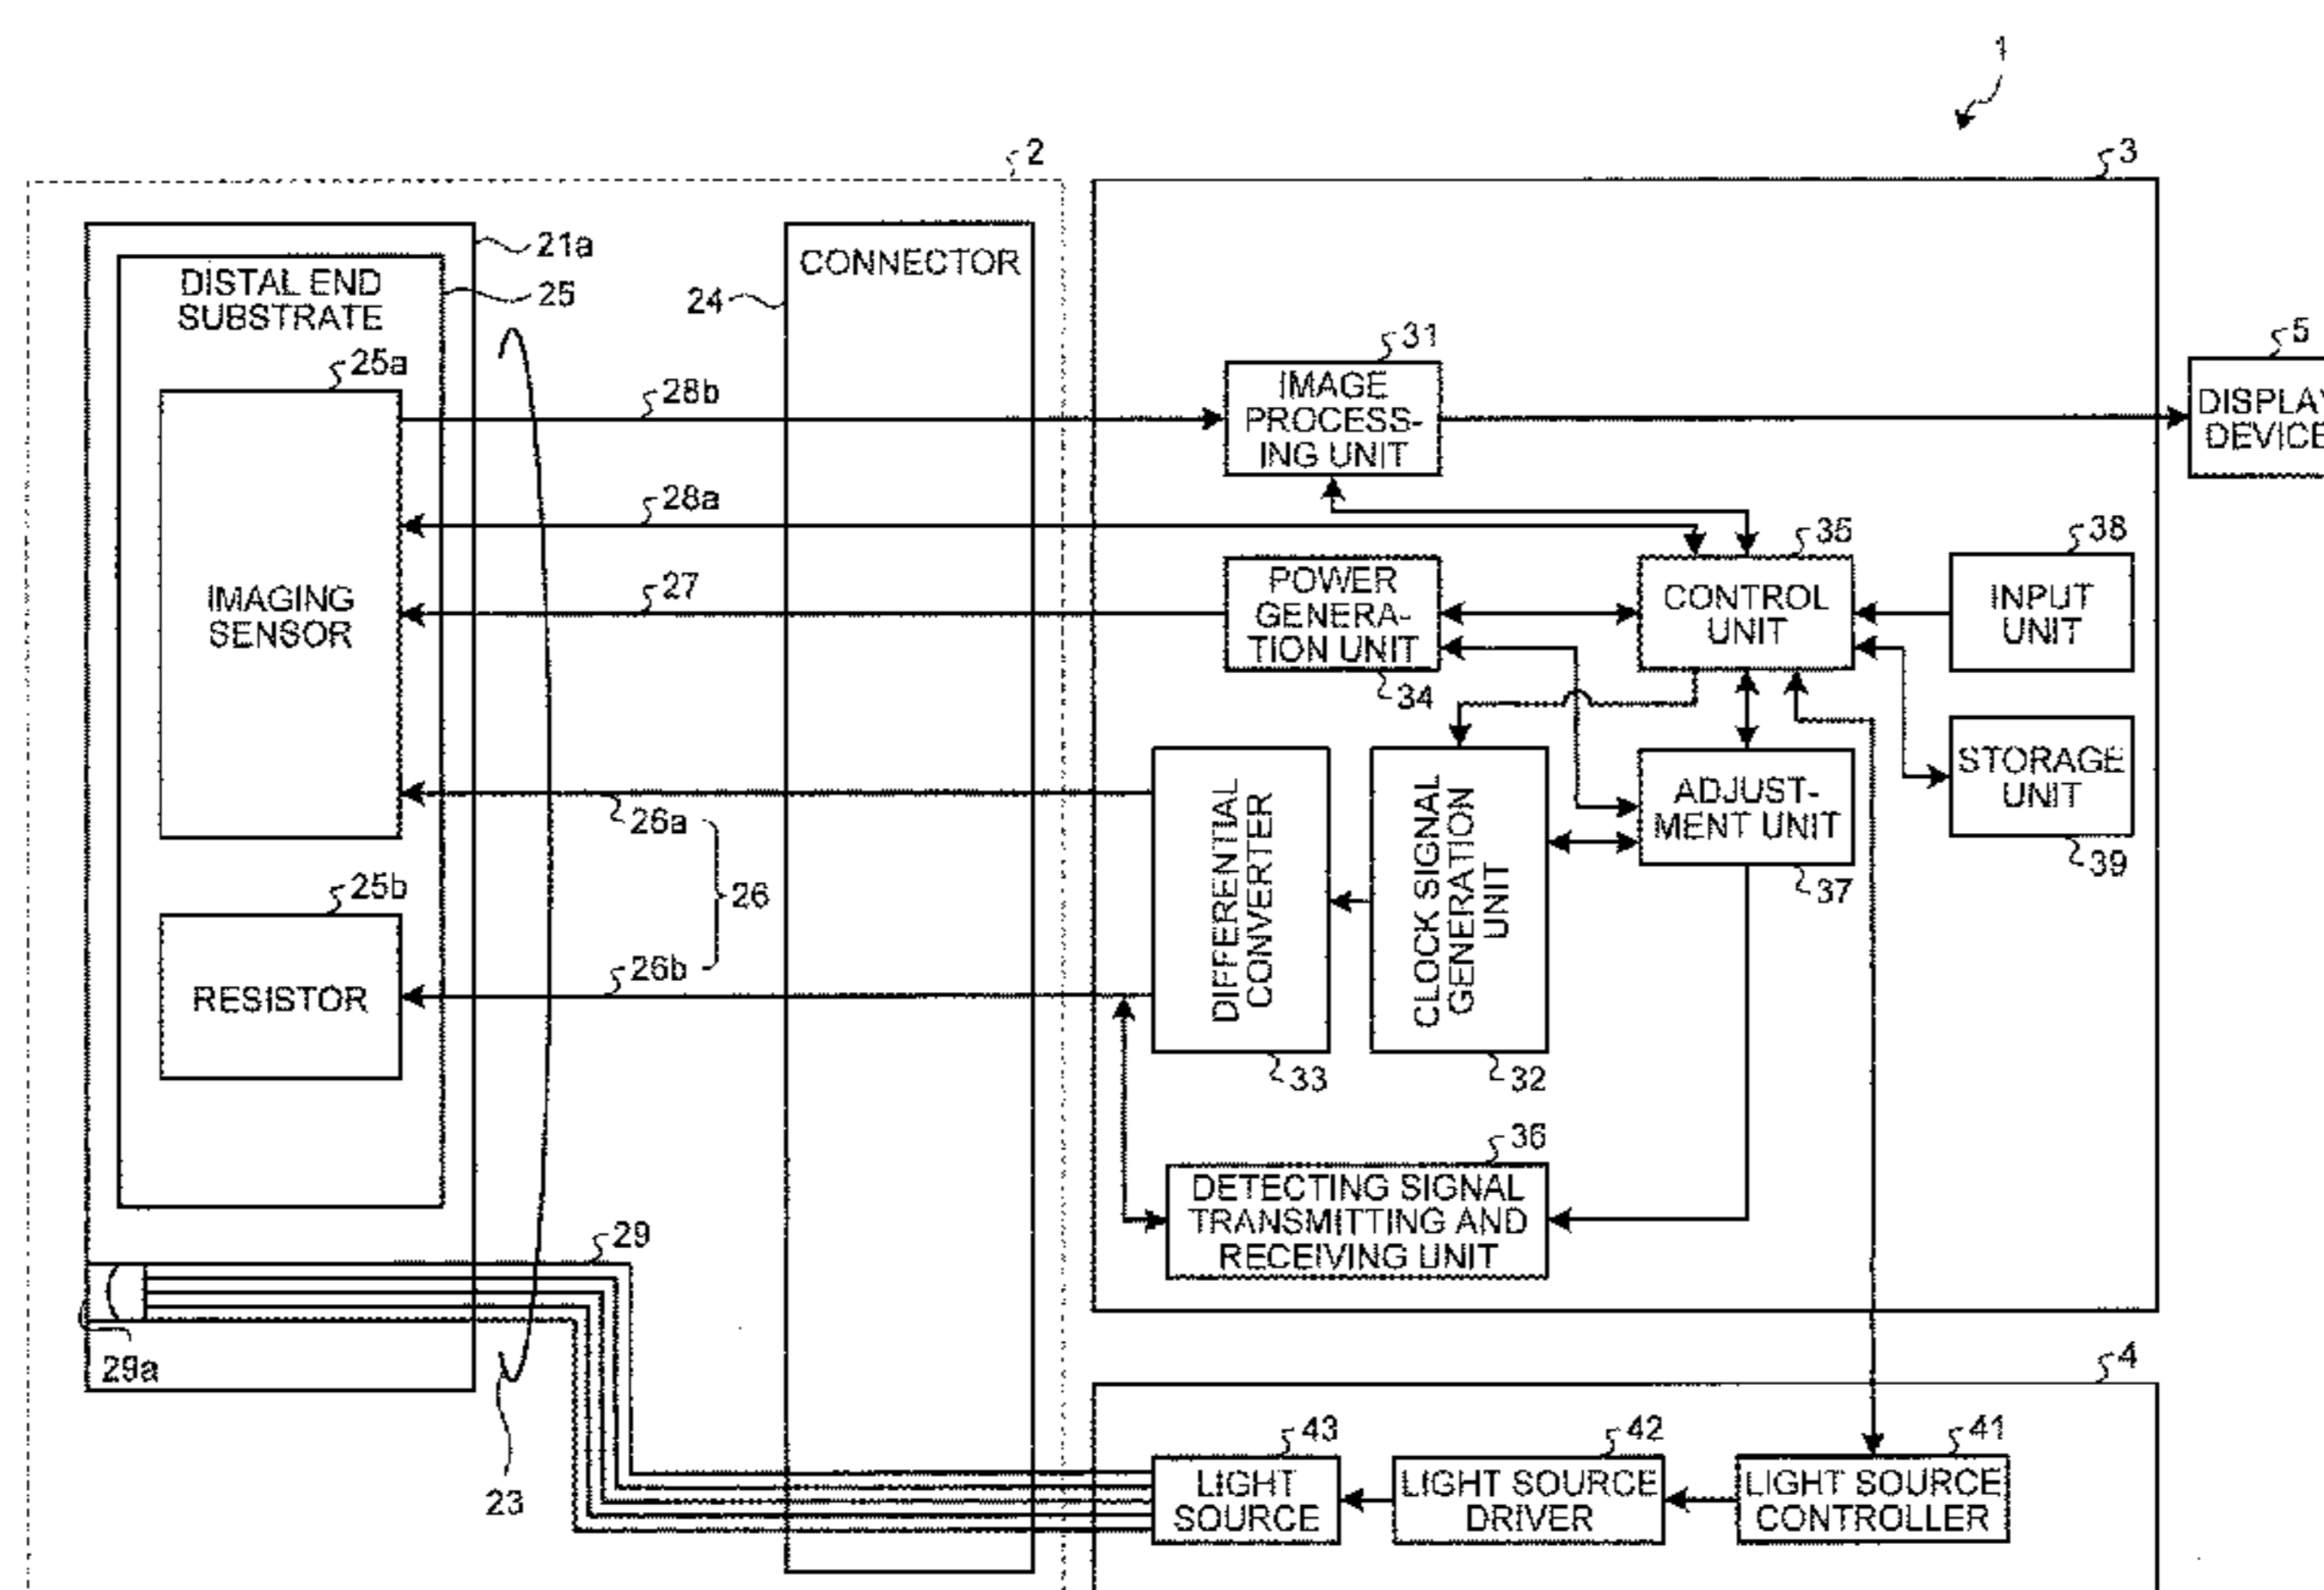 1
2
3
21a
CONNECTOR
DISTAL END
SUBSTRATE
25
24
25a
28b
31
IMAGE
PROCESS-
ING UNIT
5
DISPLAY
DEVICE
28a
35
38
27
POWER
GENERA-
TION UNIT
CONTROL
UNIT
INPUT
UNIT
IMAGING
SENSOR
34
26a
DIFFERENTIAL
CONVERTER
CLOCK SIGNAL
GENERATION
UNIT
ADJUST-
MENT UNIT
STORAGE
UNIT
39
37
25b
26
26b
RESISTOR
33
32
36
DETECTING SIGNAL
TRANSMITTING AND
RECEIVING UNIT
29
29a
4
23
43
42
41
LIGHT
SOURCE
LIGHT SOURCE
DRIVER
LIGHT SOURCE
CONTROLLER